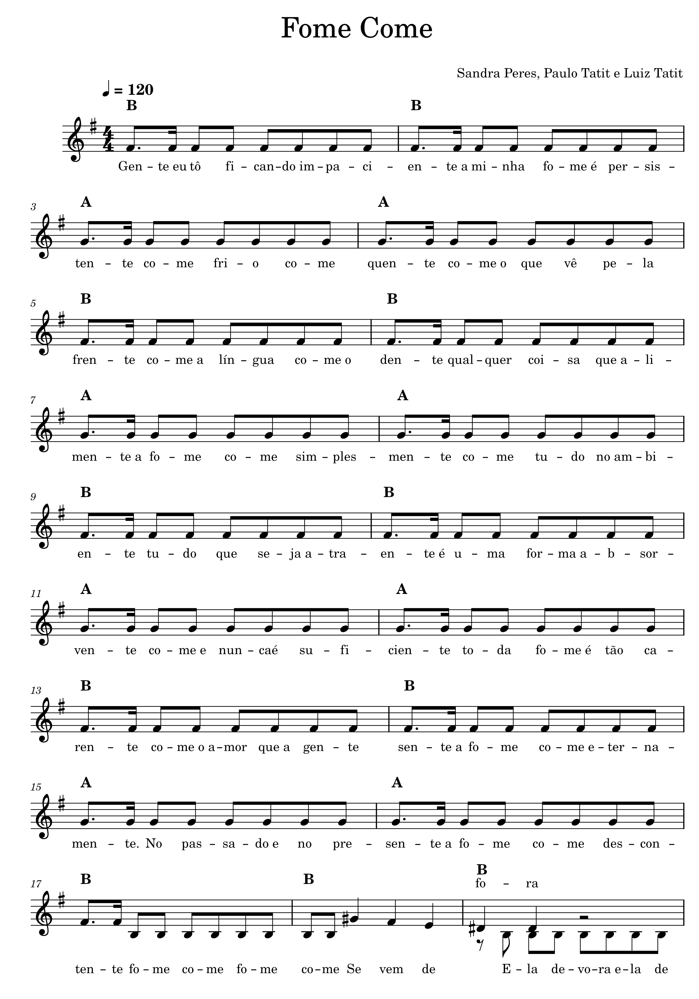 Fome Come
Sandra Peres, Paulo Tatit e Luiz Tatit
= 120
B B
4
4
Gen – te eu tô fi – can – do im – pa – ci – en – te a mi – nha fo – me é per – sis –
3 A A
ten – te co – me fri – o co – me quen – te co – me o que vê pe – la
5 B B
fren – te co – me a lín – gua co – me o den – te qual – quer coi – sa que a – li –
7 A A
men – te a fo – me co – me sim – ples – men – te co – me tu – do no am – bi –
9 B B
en – te tu – do que se – ja a – tra – en – te é u – ma for – ma a – b – sor –
11 A A
ven – te co – me e nun – caé su – fi – cien – te to – da fo – me é tão ca –
13 B B
ren – te co – me o a – mor que a gen – te sen – te a fo – me co – me e – ter – na –
15 A A
men – te. No pas – sa – do e no pre – sen – te a fo – me co – me des – con –
17 B B B
fo – ra
ten – te fo – me co – me fo – me co – me Se vem de E – la de – vo – ra e – la de